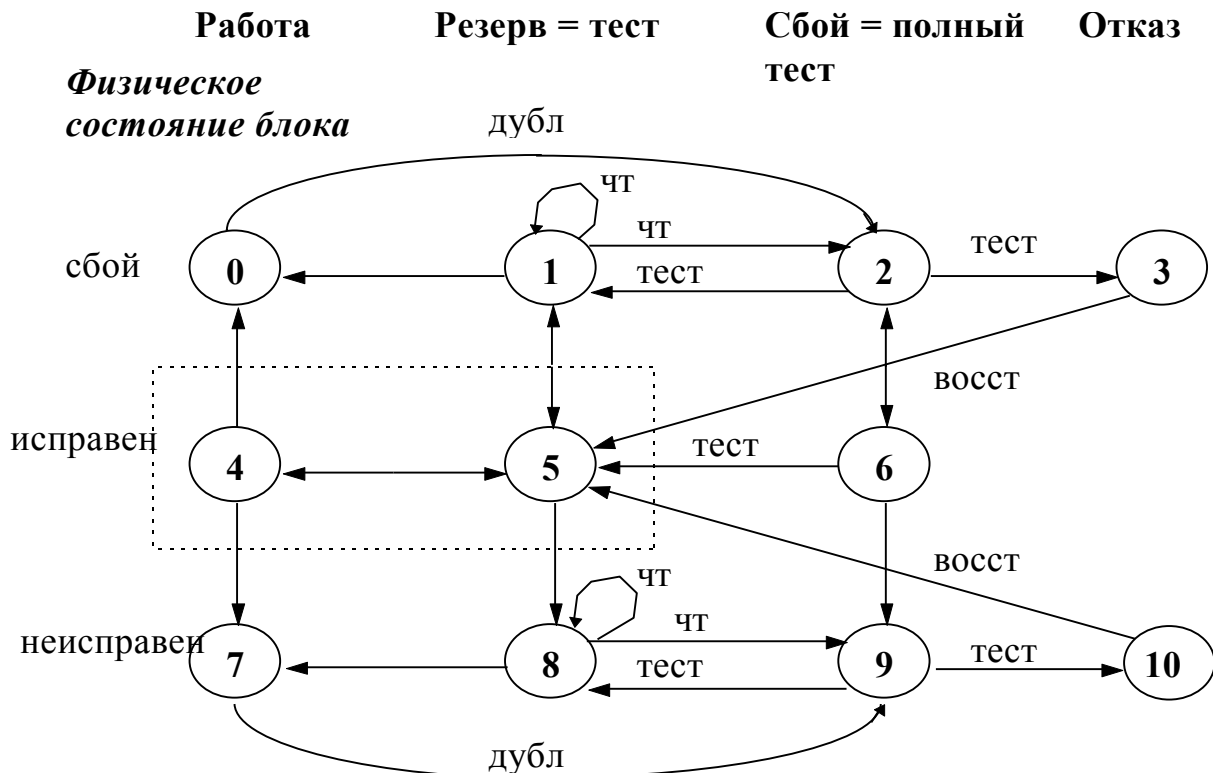 Работа Резерв = тест Сбой = полный Отказ
тест
Физическое
состояние блока
дубл
чт
чт
тест
сбой 0 1 тест 2 3
восст
исправен 4 5 тест 6
восст
чт
чт
неисправен 7 8 тест 9 тест 10
дубл